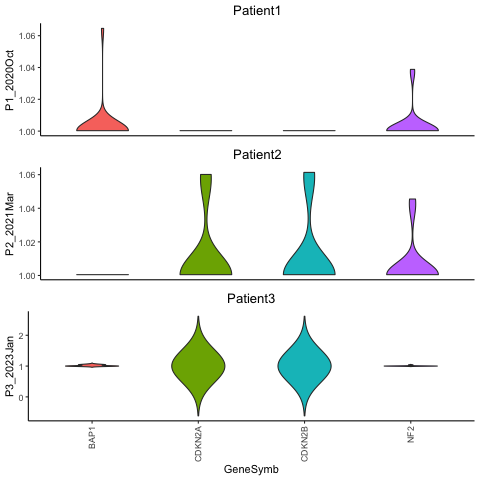 Patient1
P1_2020Oct
1.06
1.04
1.02
1.00
Patient2
P2_2021Mar
1.06
1.04
1.02
1.00
Patient3
P3_2023Jan
2
1
0
BAP1
CDKN2A
CDKN2B
NF2
GeneSymb